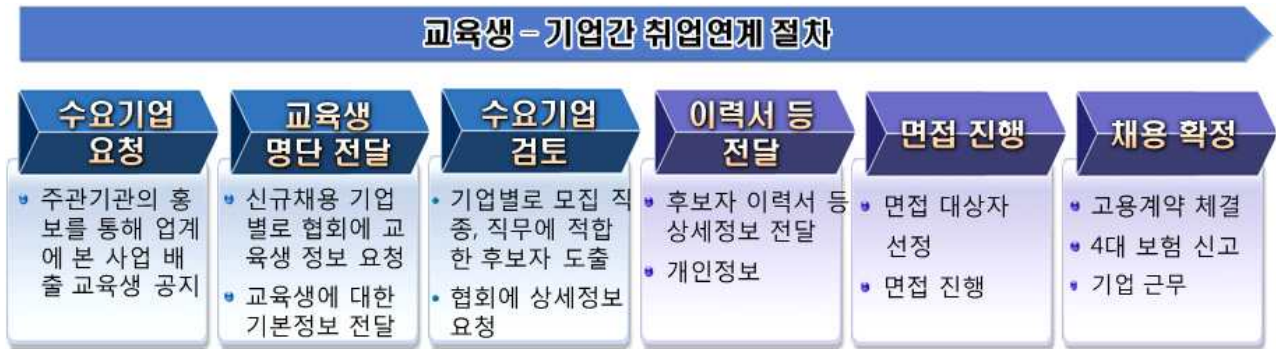 교육생 – 기업간 취업연계 절차
수요기업
요청
주관기관의 홍
보를 통해 업계
에 본 사업 배
출 교육생 공지
교육생
명단 전달
신규채용 기업
별로 협회에 교
육생 정보 요청
교육생에 대한
기본정보 전달
수요기업
검토
기업별로 모집 직
종, 직무에 적합
한 후보자 도출
협회에 상세정보
요청
이력서 등
전달
후보자 이력서 등
상세정보 전달
개인정보
면접 진행
면접 대상자
선정
면접 진행
채용 확정
고용계약 체결
4대 보험 신고
기업 근무